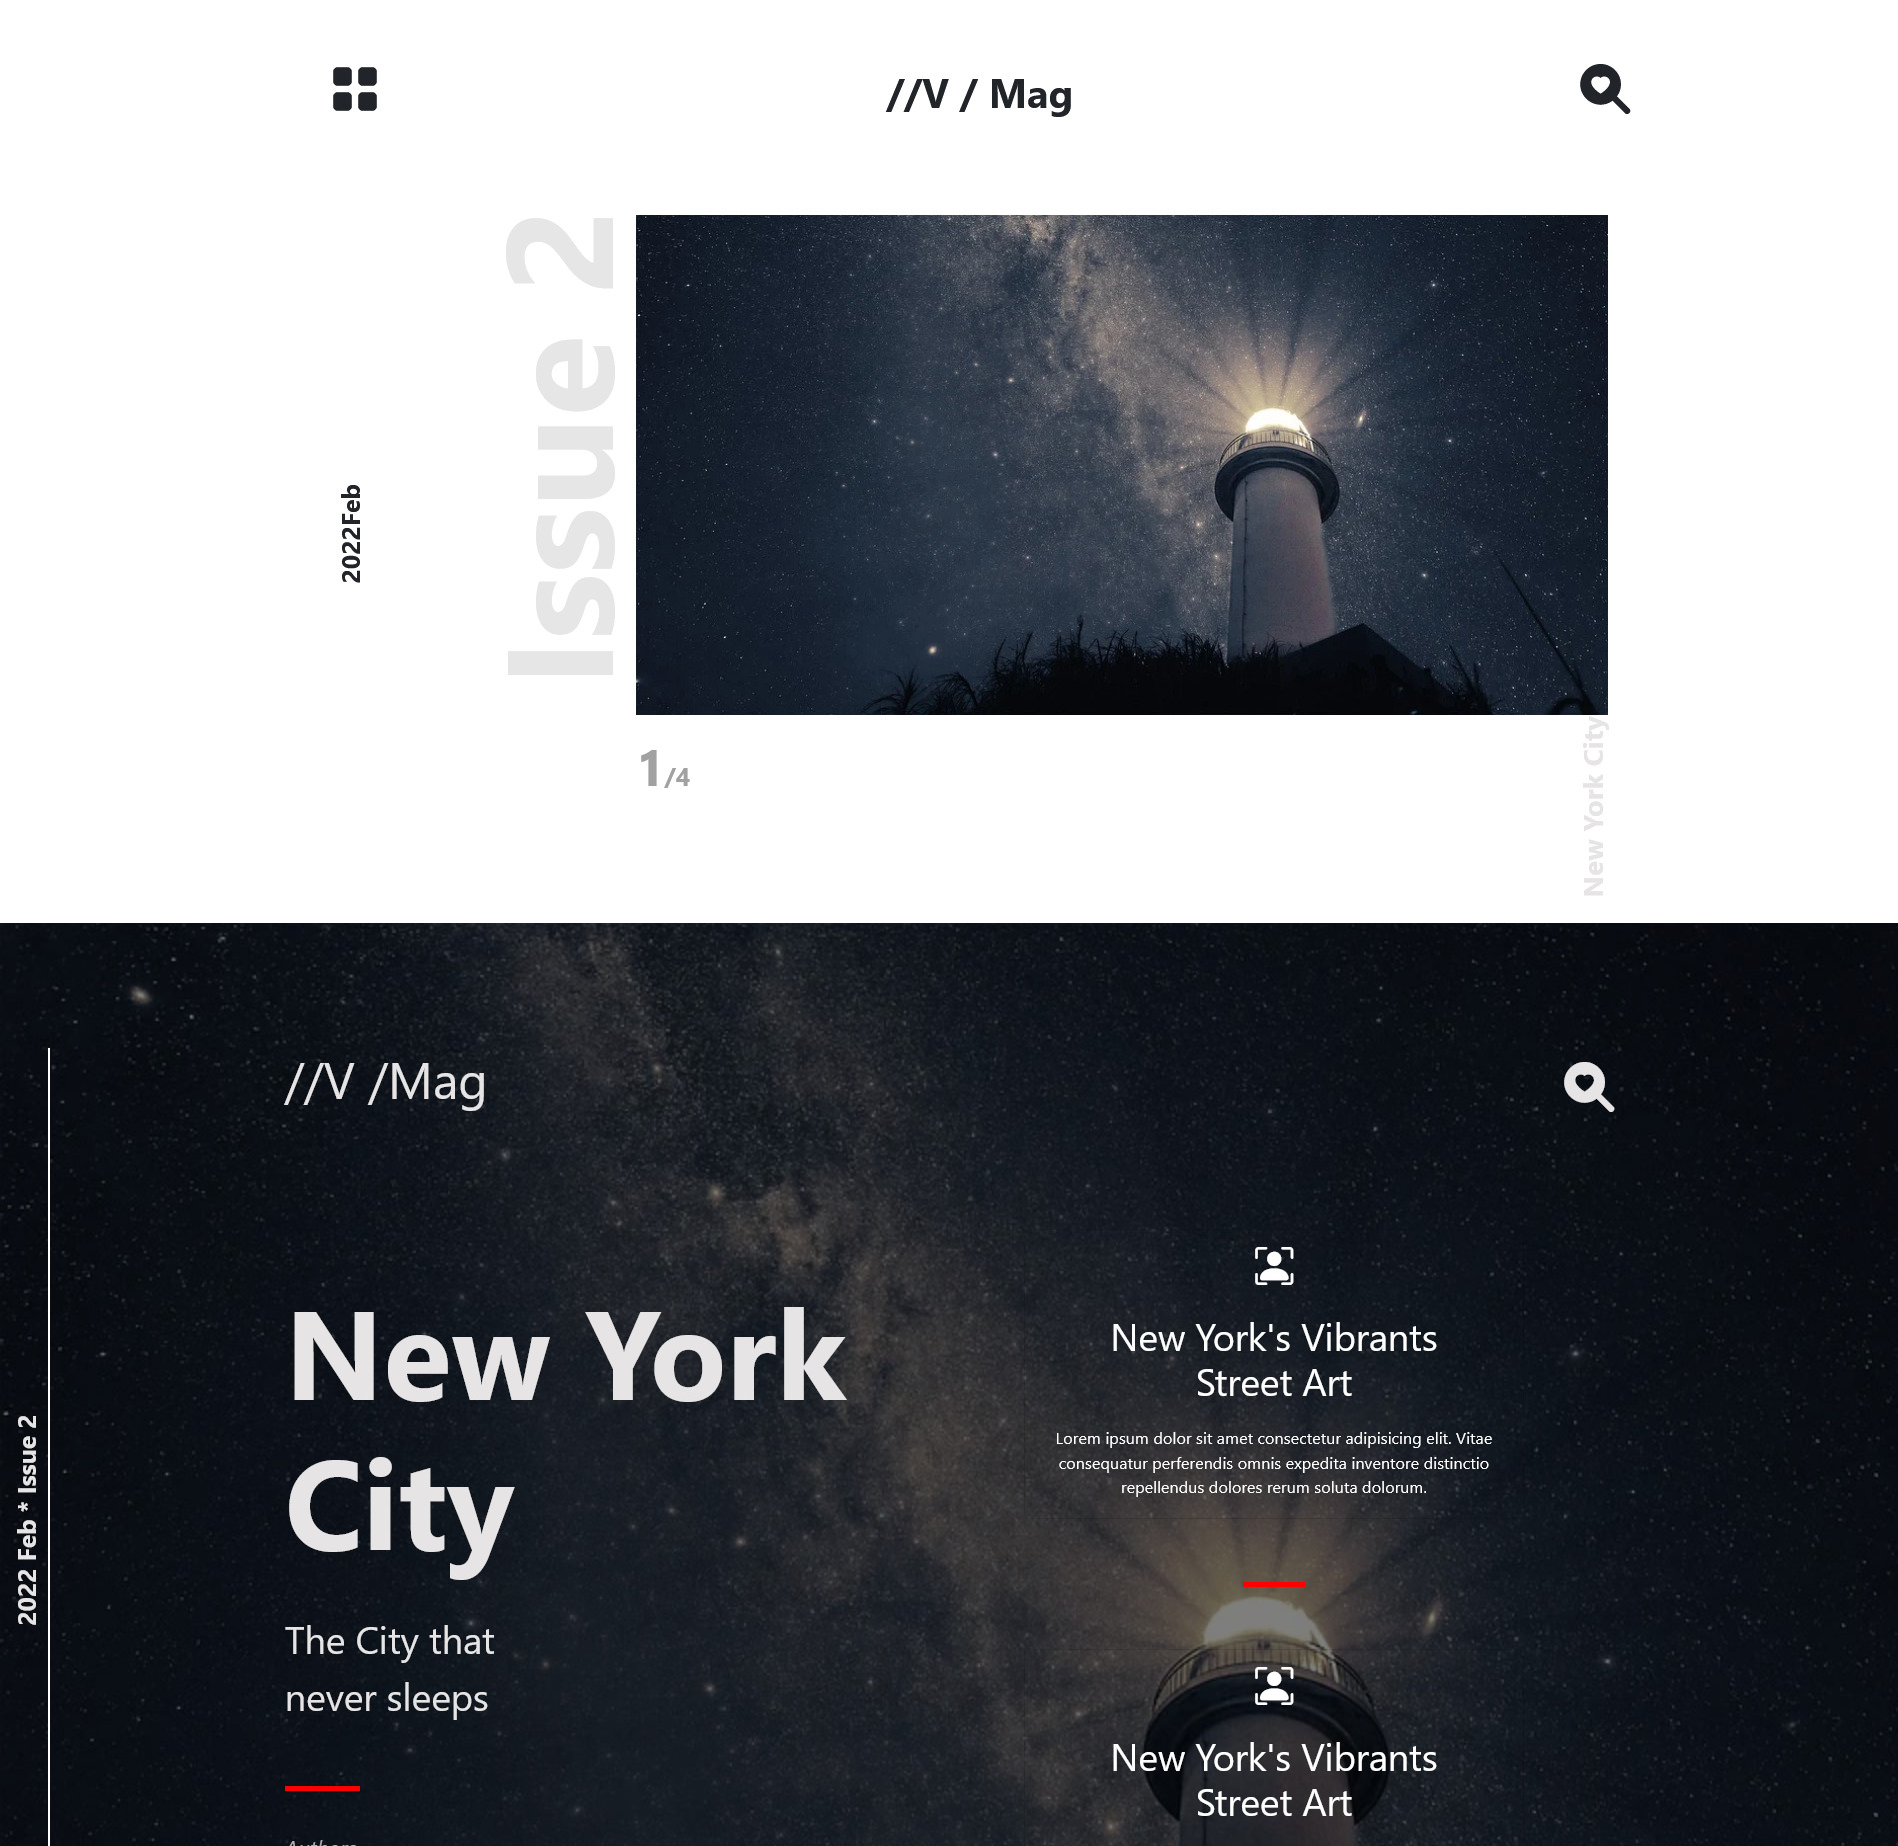 //V / Mag
Issue 2
2022Feb
1/4
New York City
//V /Mag
2022 Feb * Issue 2
New York
City
The City that
never sleeps
New York's Vibrants
Street Art
Lorem ipsum dolor sit amet consectetur adipisicing elit. Vitae
consequatur perferendis omnis expedita inventore distinctio
repellendus dolores rerum soluta dolorum.
New York's Vibrants
Street Art